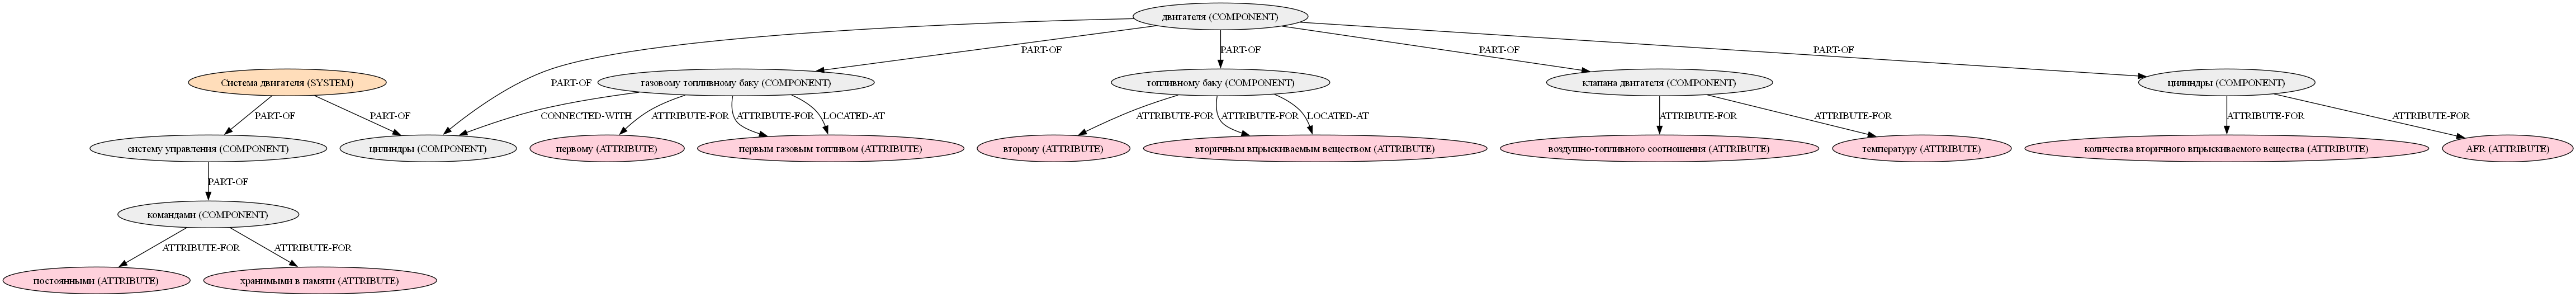 двигателя (COMPONENT)
PART-OF
PART-OF
PART-OF
PART-OF
PART-OF
Система двигателя (SYSTEM)
газовому топливному баку (COMPONENT)
топливному баку (COMPONENT)
клапана двигателя (COMPONENT)
цилиндры (COMPONENT)
PART-OF
PART-OF
CONNECTED-WITH
ATTRIBUTE-FOR
ATTRIBUTE-FOR
LOCATED-AT
ATTRIBUTE-FOR
ATTRIBUTE-FOR
LOCATED-AT
ATTRIBUTE-FOR
ATTRIBUTE-FOR
ATTRIBUTE-FOR
ATTRIBUTE-FOR
систему управления (COMPONENT)
цилиндры (COMPONENT)
первому (ATTRIBUTE)
первым газовым топливом (ATTRIBUTE)
второму (ATTRIBUTE)
вторичным впрыскиваемым веществом (ATTRIBUTE)
воздушно-топливного соотношения (ATTRIBUTE)
температуру (ATTRIBUTE)
количества вторичного впрыскиваемого вещества (ATTRIBUTE)
AFR (ATTRIBUTE)
PART-OF
командами (COMPONENT)
ATTRIBUTE-FOR
ATTRIBUTE-FOR
постоянными (ATTRIBUTE)
хранимыми в памяти (ATTRIBUTE)